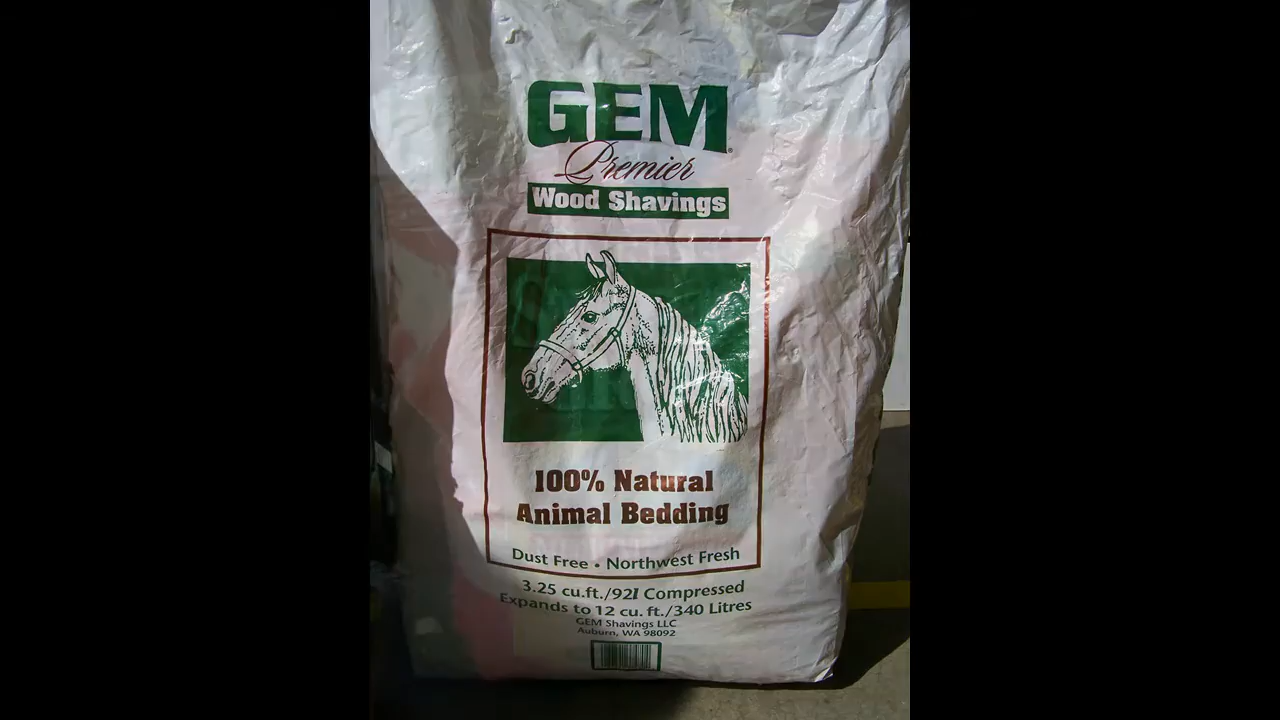 GEM®
Premier
Wood Shavings
100% Natural
Animal Bedding
Dust Free • Northwest Fresh
3.25 cu.ft./92l Compressed
Expands to 12 cu. ft./340 Litres
GEM Shavings LLC
Auburn, WA 98092